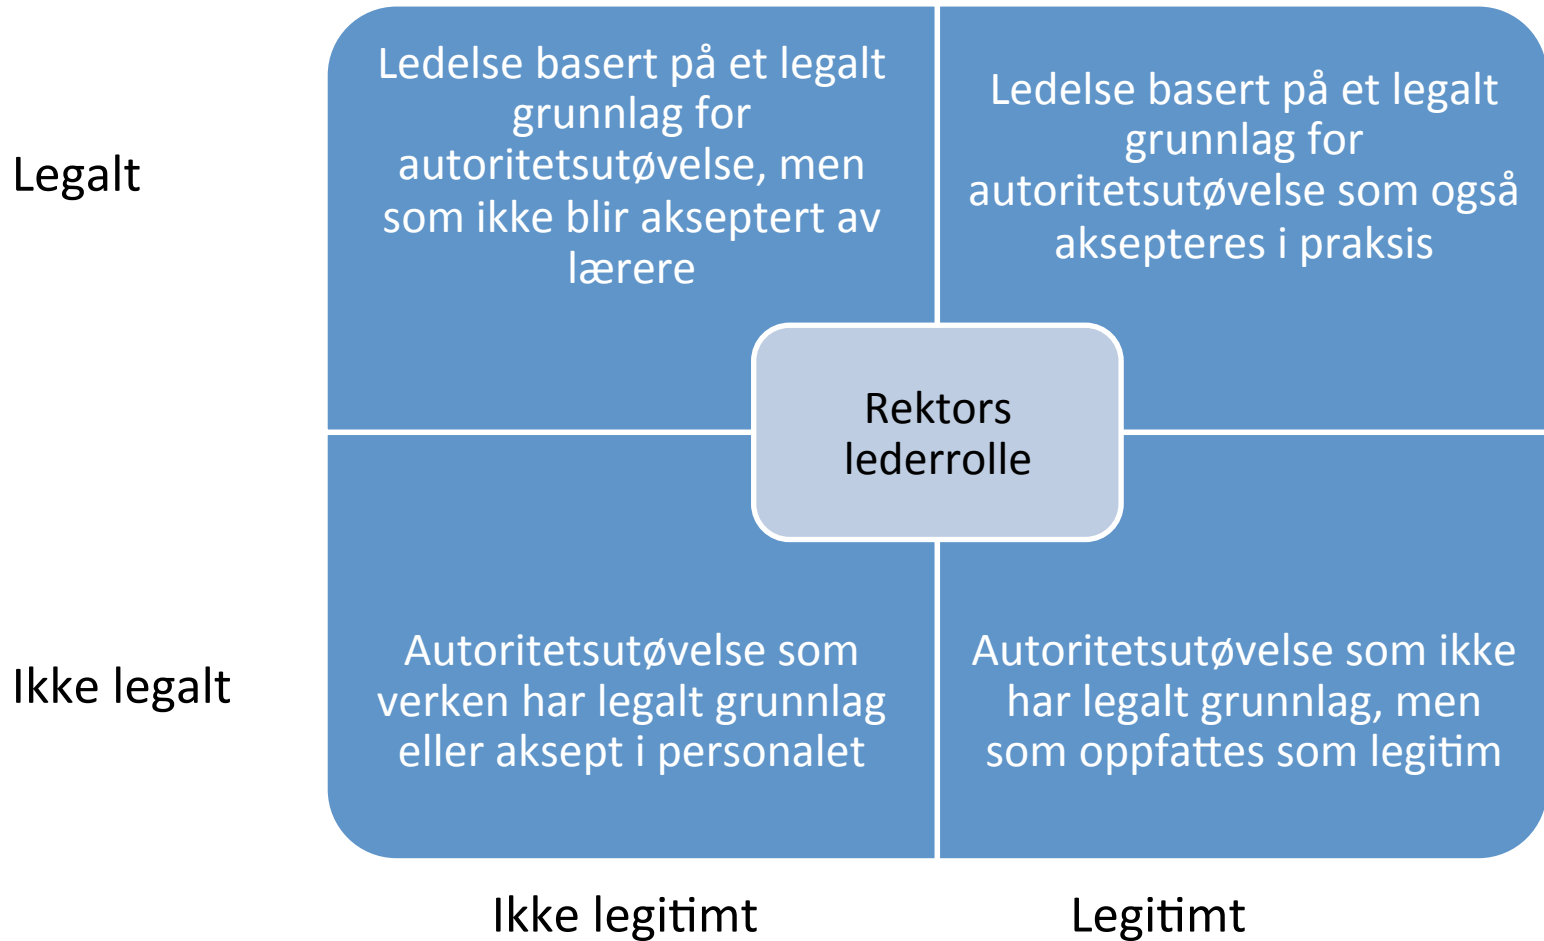 Legalt
Ledelse basert på et legalt
grunnlag for
autoritetsutøvelse, men
som ikke blir akseptert av
lærere
Ledelse basert på et legalt
grunnlag for
autoritetsutøvelse som også
aksepteres i praksis
Rektors
lederrolle
Ikke legalt
Autoritetsutøvelse som
verken har legalt grunnlag
eller aksept i personalet
Autoritetsutøvelse som ikke
har legalt grunnlag, men
som oppfattes som legitim
Ikke legitimt
Legitimt